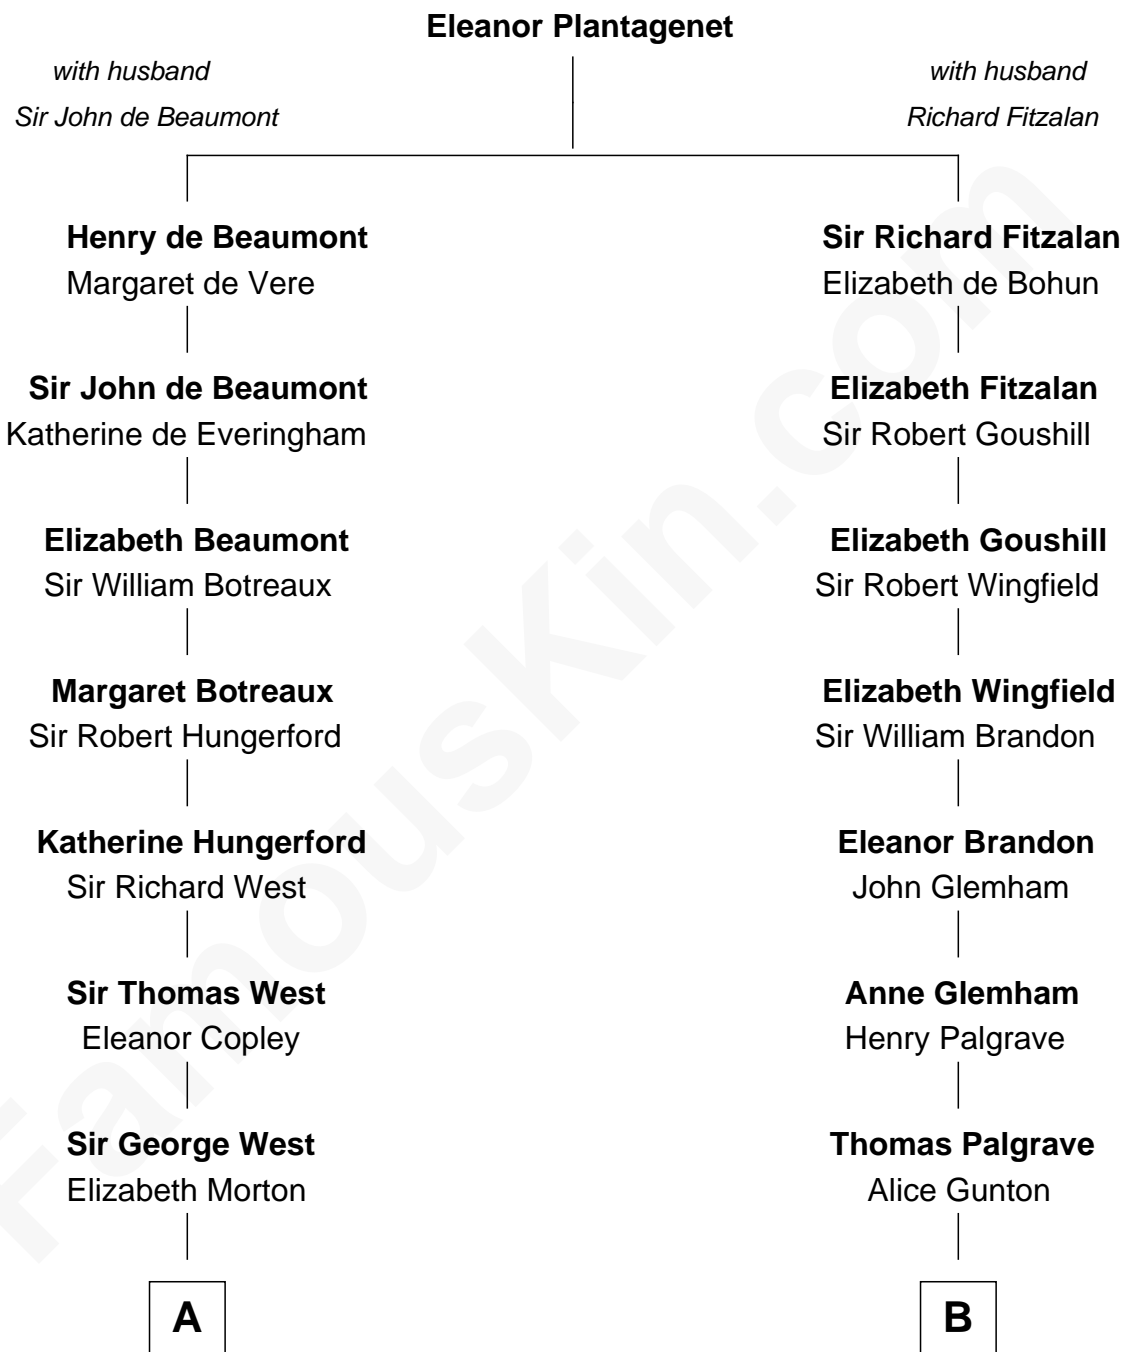 Eleanor Plantagenet
with husband
Sir John de Beaumont
with husband
Richard Fitzalan
Henry de Beaumont
Margaret de Vere
Sir Richard Fitzalan
Elizabeth de Bohun
Sir John de Beaumont
Katherine de Everingham
Elizabeth Fitzalan
Sir Robert Goushill
Elizabeth Beaumont
Sir William Botreaux
Elizabeth Goushill
Sir Robert Wingfield
Margaret Botreaux
Sir Robert Hungerford
Elizabeth Wingfield
Sir William Brandon
Katherine Hungerford
Sir Richard West
Eleanor Brandon
John Glemham
Sir Thomas West
Eleanor Copley
Anne Glemham
Henry Palgrave
Sir George West
Elizabeth Morton
Thomas Palgrave
Alice Gunton
A
B
FamousKin.com